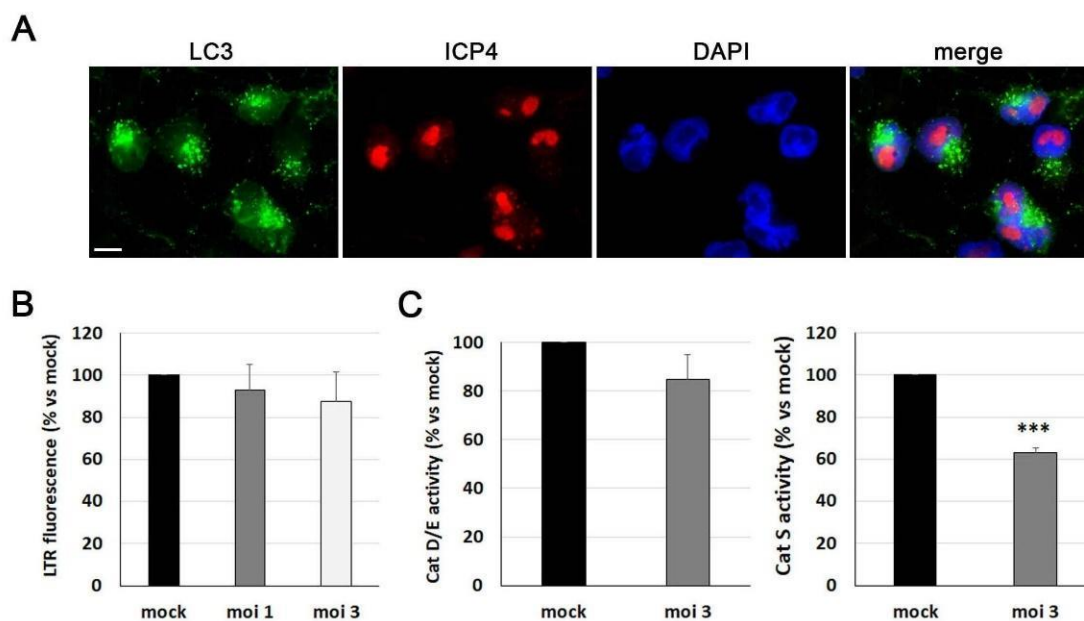 A
LC3 ICP4 DAPI merge
B
LTR fluorescence (% vs mock)
120
100
80
60
40
20
0
mock moi 1 moi 3
C
Cat D/E activity (% vs mock)
100
80
60
40
20
0
mock moi 3
Cat S activity (% vs mock)
120
100
80
60
40
20
0
***
mock moi 3